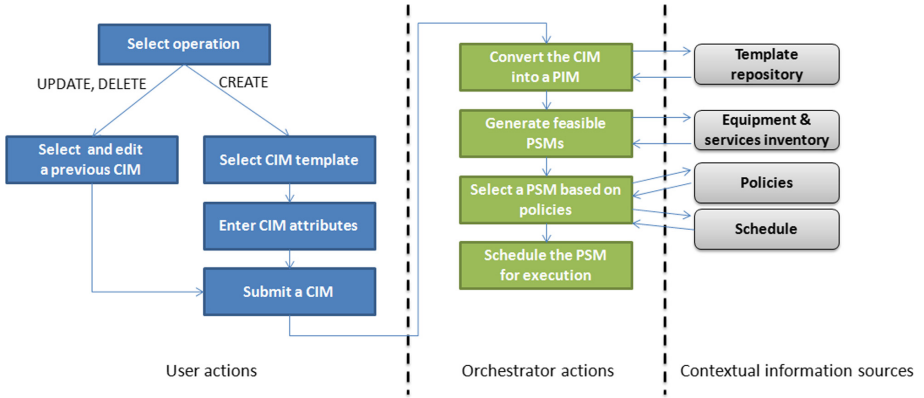 Select operation
UPDATE, DELETE
CREATE
Select and edit
a previous CIM
Select CIM template
Enter CIM attributes
Submit a CIM
User actions
Convert the CIM
into a PIM
Generate feasible
PSMs
Select a PSM based on
policies
Schedule the PSM
for execution
Orchestrator actions
Template
repository
Equipment &
services inventory
Policies
Schedule
Contextual information sources